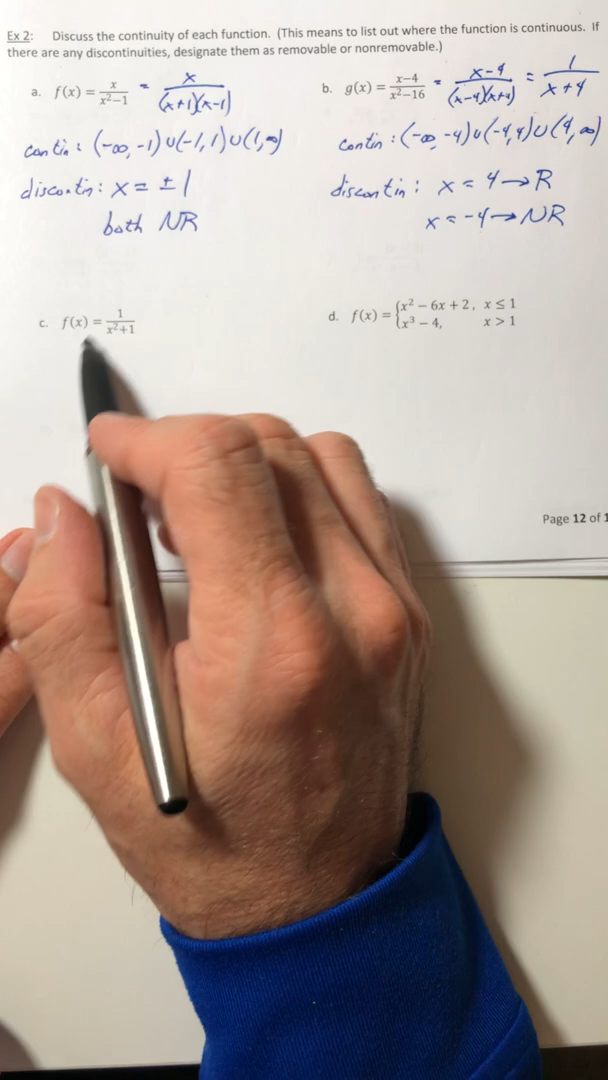 Ex 2: Discuss the continuity of each function. (This means to list out where the function is continuous. If
there are any discontinuities, designate them as removable or nonremovable.)
a. f(x) = x/(x²−1) = x/((x+1)(x-1))
contin: (-∞,-1)∪(-1,1)∪(1,∞)
discontin: x = ±1
both NR
b. g(x) = (x−4)/(x²−16) = (x-4)/((x-4)(x+4)) = 1/(x+4)
contin: (-∞,-4)∪(-4,4)∪(4,∞)
discontin: x = 4→R
x = -4→NR
c. f(x) = 1/(x²+1)
d. f(x) = {x² − 6x + 2, x ≤ 1
x³ − 4, x > 1
Page 12 of 1